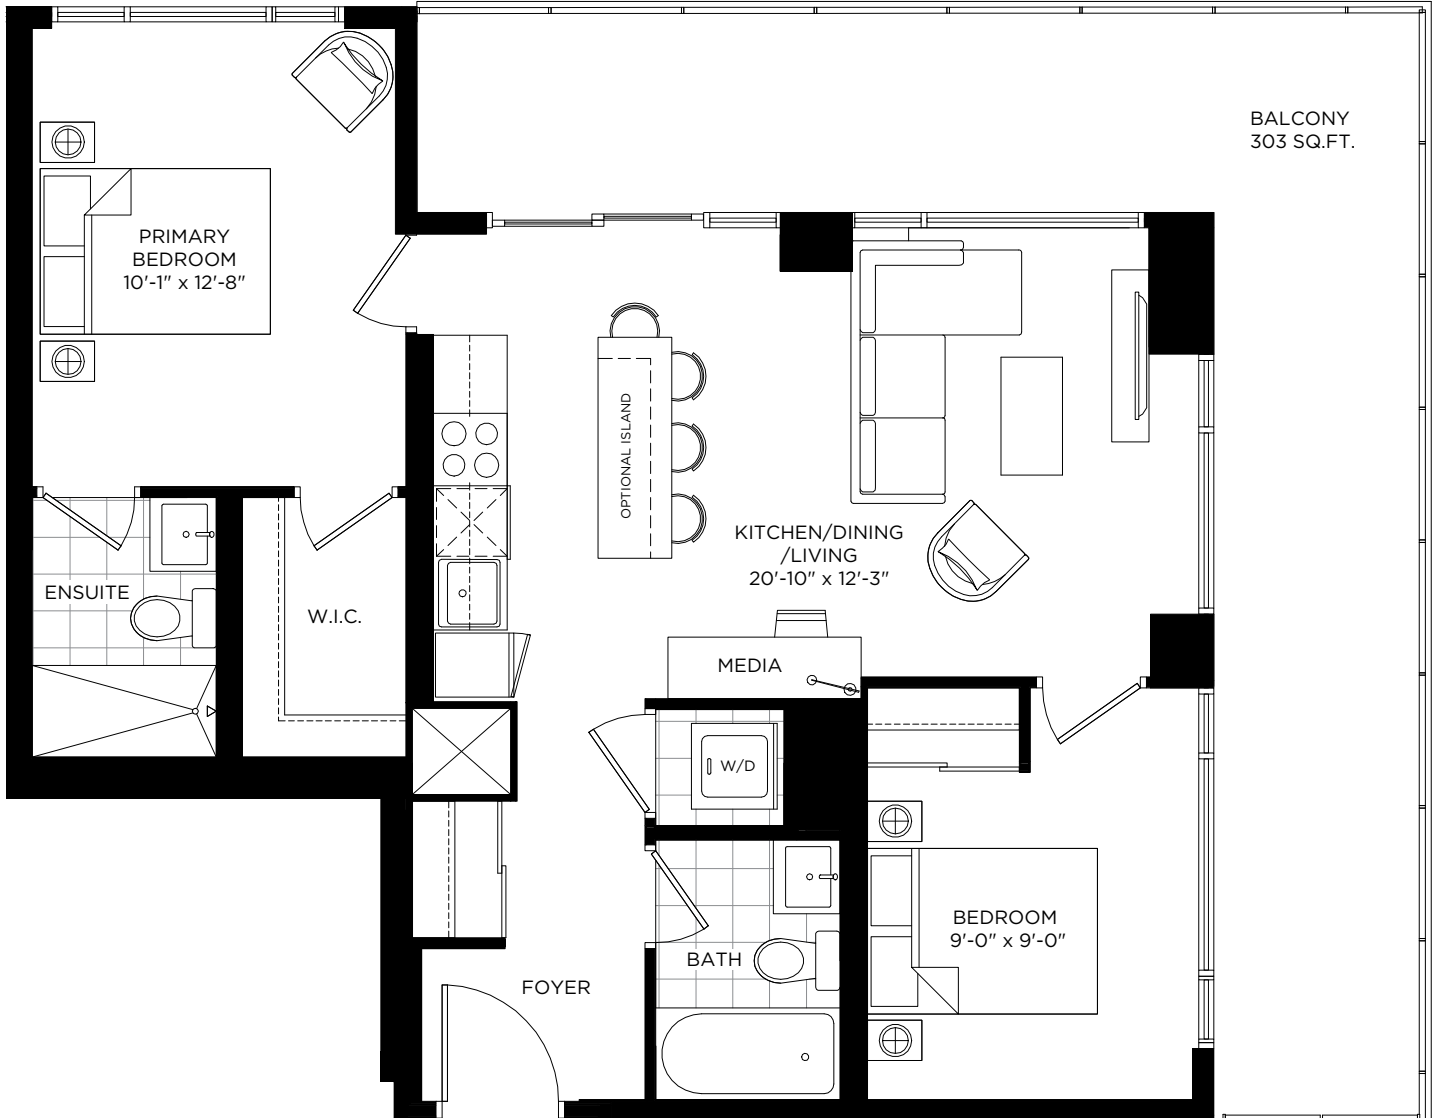 BALCONY
303 SQ.FT.
PRIMARY
BEDROOM
10'-1" x 12'-8"
OPTIONAL ISLAND
KITCHEN/DINING
/LIVING
20'-10" x 12'-3"
ENSUITE
W.I.C.
MEDIA
W/D
BEDROOM
9'-0" x 9'-0"
BATH
FOYER